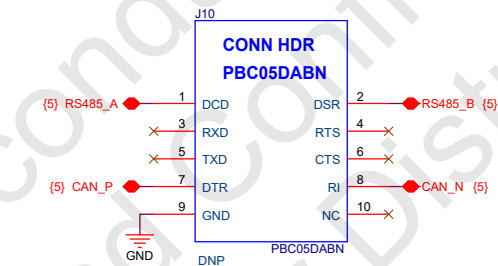 J10
CONN HDR
PBC05DABN
{5} RS485_A 1 DCD DSR 2 RS485_B {5}
3 RXD RTS 4
5 TXD CTS 6
{5} CAN_P 7 DTR RI 8 CAN_N {5}
9 GND NC 10
PBC05DABN
GND
DNP